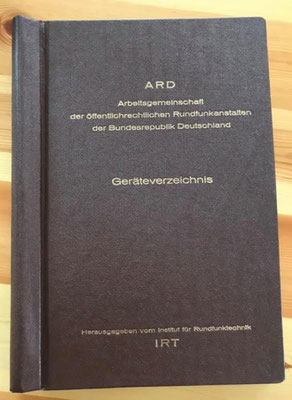 ARD
Arbeitsgemeinschaft
der öffentlichrechtlichen Rundfunkanstalten
der Bundesrepublik Deutschland
Geräteverzeichnis
Herausgegeben vom Institut für Rundfunktechnik
IRT